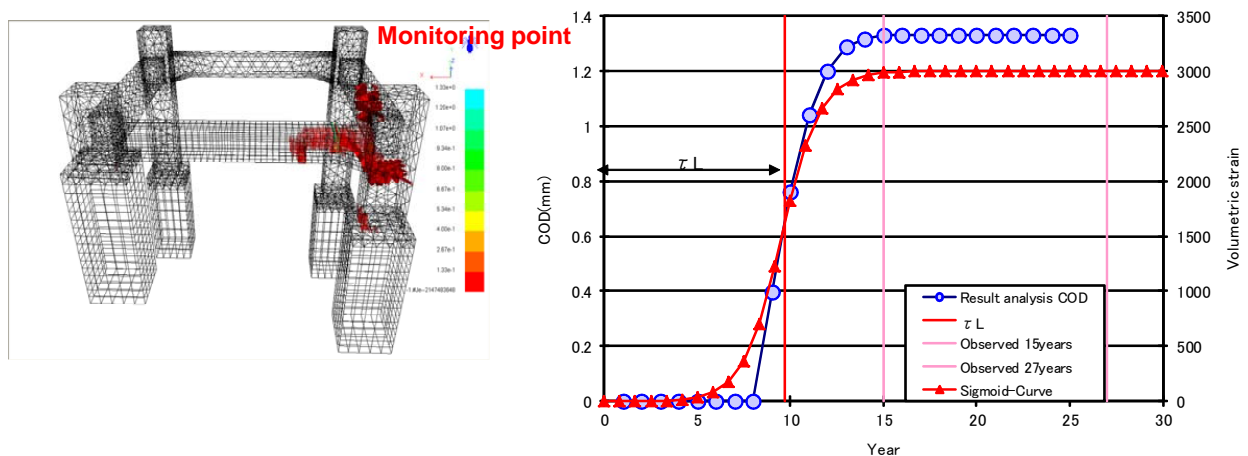 Monitoring point
X
1.33e+0
1.20e+0
1.07e+0
9.34e-1
8.00e-1
6.67e-1
5.34e-1
4.00e-1
2.67e-1
1.33e-1
-1.#Je-2147483648
1.4
1.2
1
0.8
0.6
0.4
0.2
0
COD(mm)
τL
3500
3000
2500
2000
1500
1000
500
0
Volumetric strain
Result analysis COD
τL
Observed 15years
Observed 27years
Sigmoid-Curve
0 5 10 15 20 25 30
Year